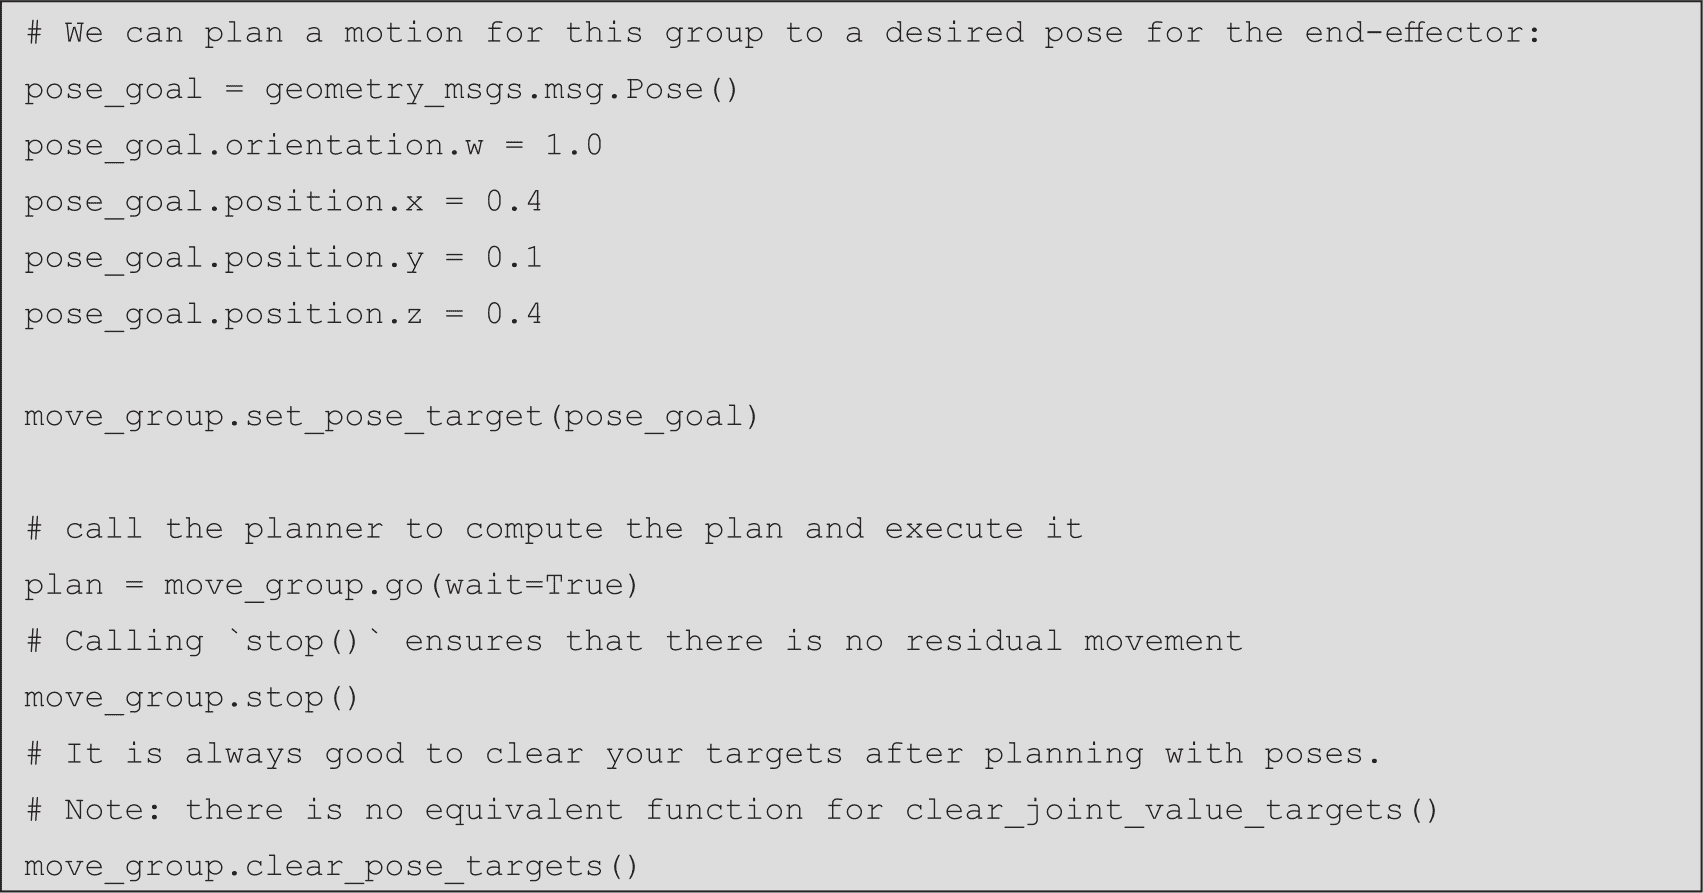 # We can plan a motion for this group to a desired pose for the end-effector:
pose_goal = geometry_msgs.msg.Pose()
pose_goal.orientation.w = 1.0
pose_goal.position.x = 0.4
pose_goal.position.y = 0.1
pose_goal.position.z = 0.4
move_group.set_pose_target(pose_goal)
# call the planner to compute the plan and execute it
plan = move_group.go(wait=True)
# Calling `stop()` ensures that there is no residual movement
move_group.stop()
# It is always good to clear your targets after planning with poses.
# Note: there is no equivalent function for clear_joint_value_targets()
move_group.clear_pose_targets()